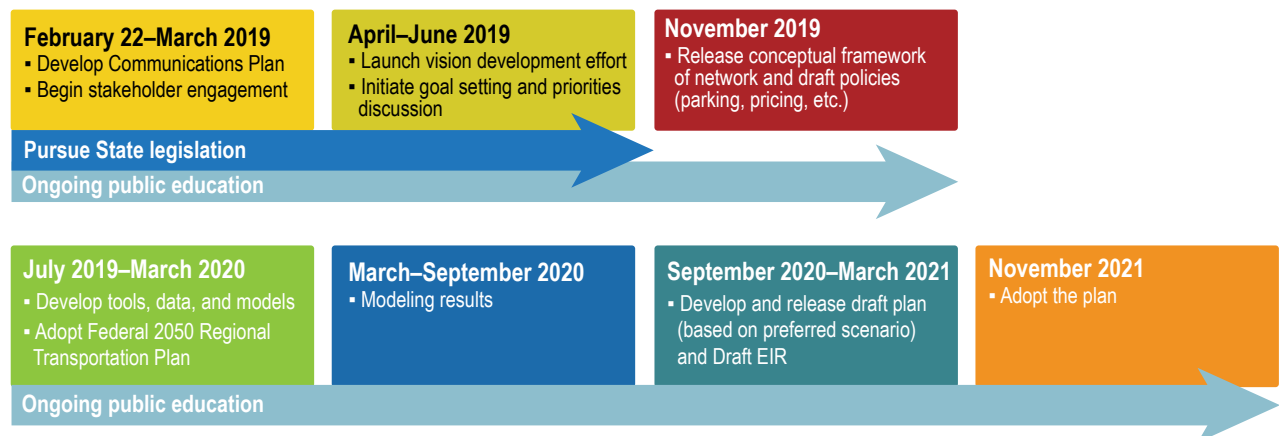 February 22–March 2019
▪ Develop Communications Plan
▪ Begin stakeholder engagement
April–June 2019
▪ Launch vision development effort
▪ Initiate goal setting and priorities
discussion
November 2019
▪ Release conceptual framework
of network and draft policies
(parking, pricing, etc.)
Pursue State legislation
Ongoing public education
July 2019–March 2020
▪ Develop tools, data, and models
▪ Adopt Federal 2050 Regional
Transportation Plan
March–September 2020
▪ Modeling results
September 2020–March 2021
▪ Develop and release draft plan
(based on preferred scenario)
and Draft EIR
November 2021
▪ Adopt the plan
Ongoing public education